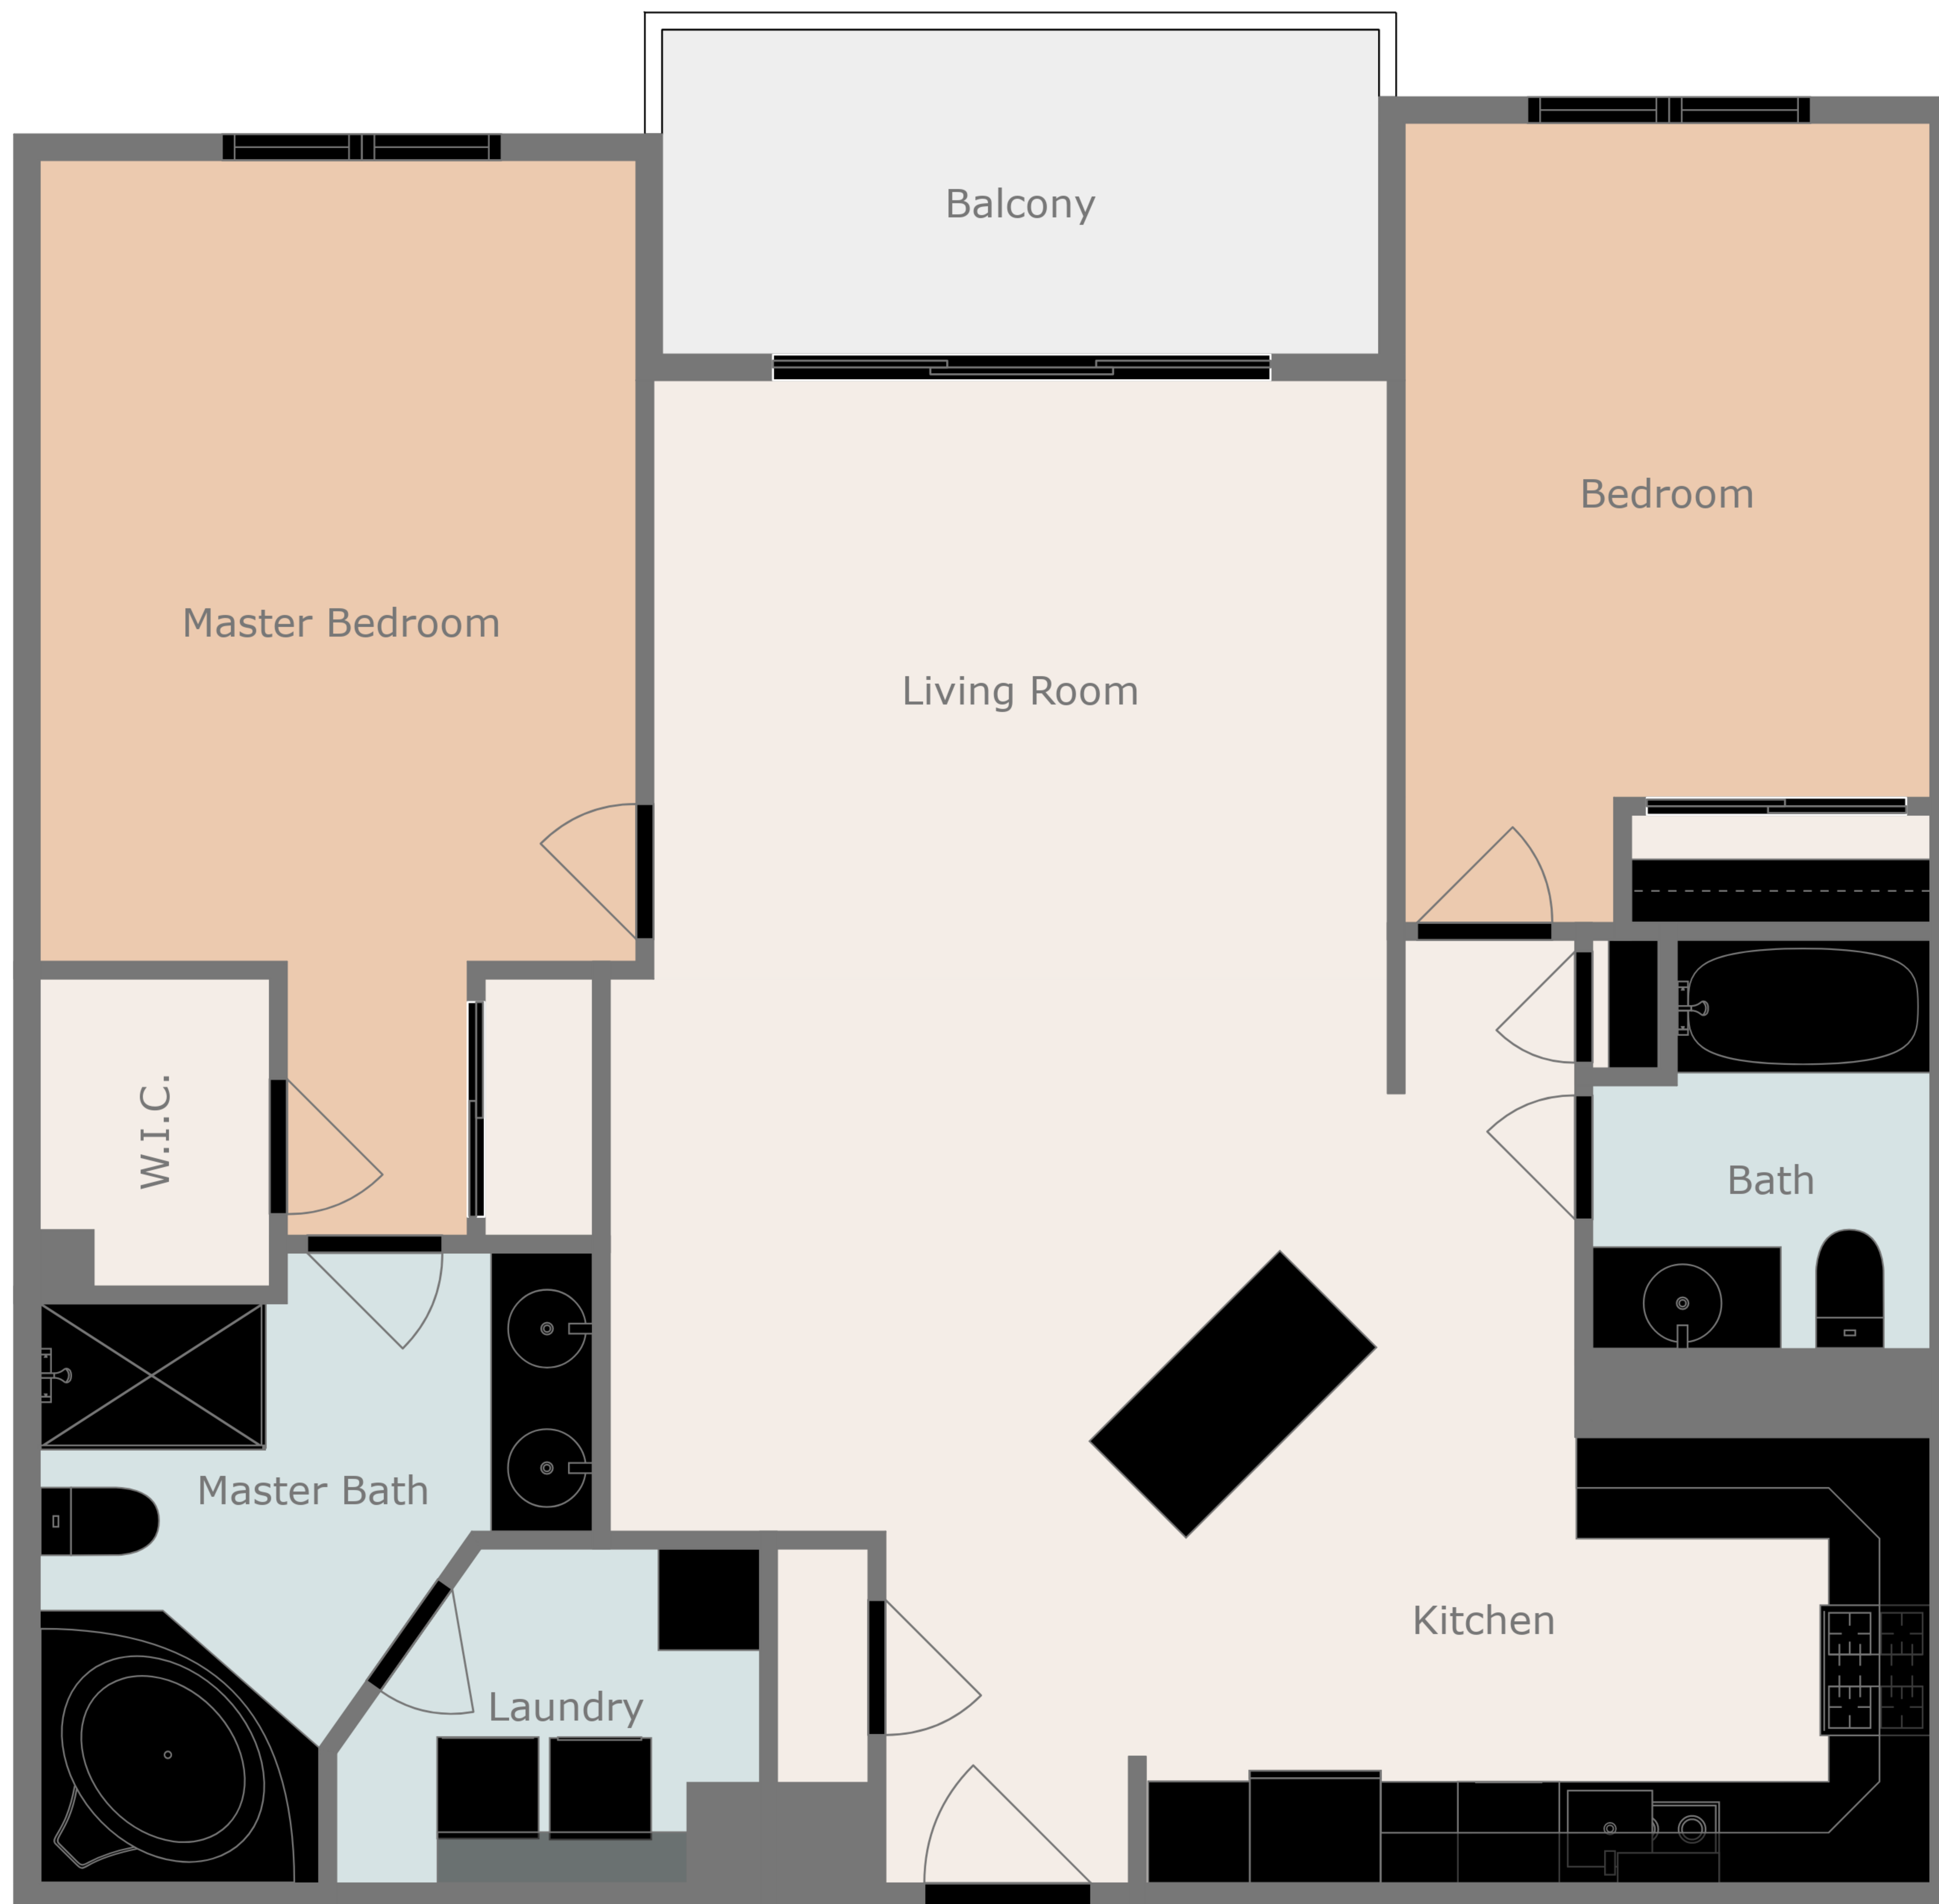 Balcony
Bedroom
Master Bedroom
Living Room
W.I.C.
Bath
Master Bath
Kitchen
Laundry